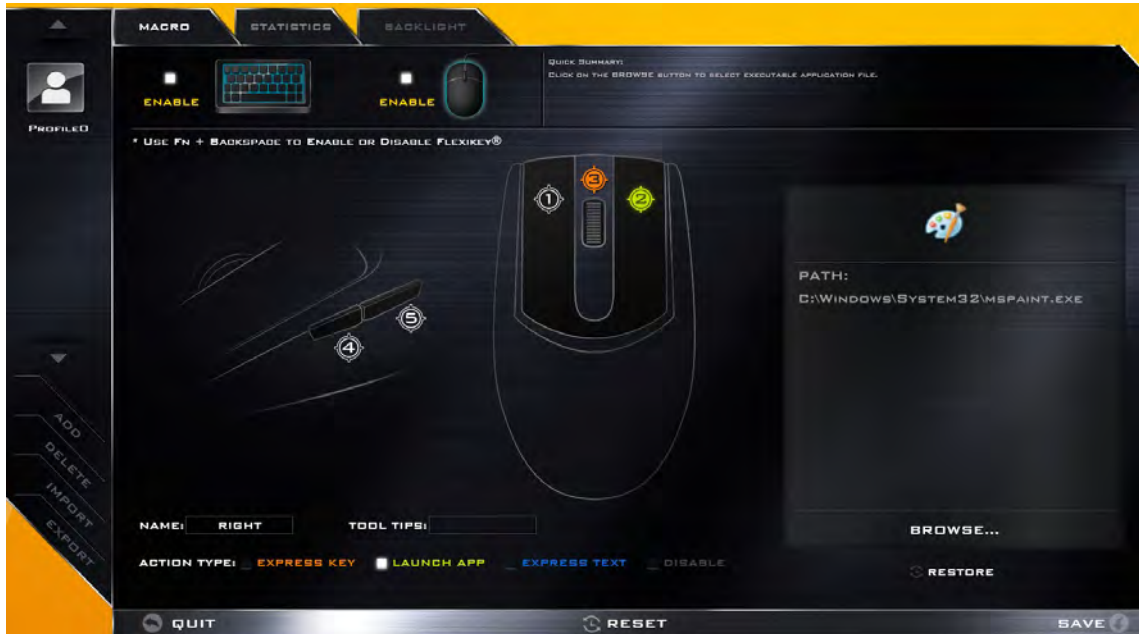 MACRO
STATISTICS
BACKLIGHT
PROFILE0
ENABLE
ENABLE
QUICK SUMMARY:
CLICK ON THE BROWSE BUTTON TO SELECT EXECUTABLE APPLICATION FILE.
* USE FN + BACKSPACE TO ENABLE OR DISABLE FLEXIKEY®
1
3
2
5
4
PATH:
C:\WINDOWS\SYSTEM32\MSPAINT.EXE
ADD
DELETE
IMPORT
EXPORT
NAME: RIGHT TOOL TIPS:
BROWSE...
ACTION TYPE: EXPRESS KEY LAUNCH APP EXPRESS TEXT DISABLE
RESTORE
QUIT
RESET
SAVE